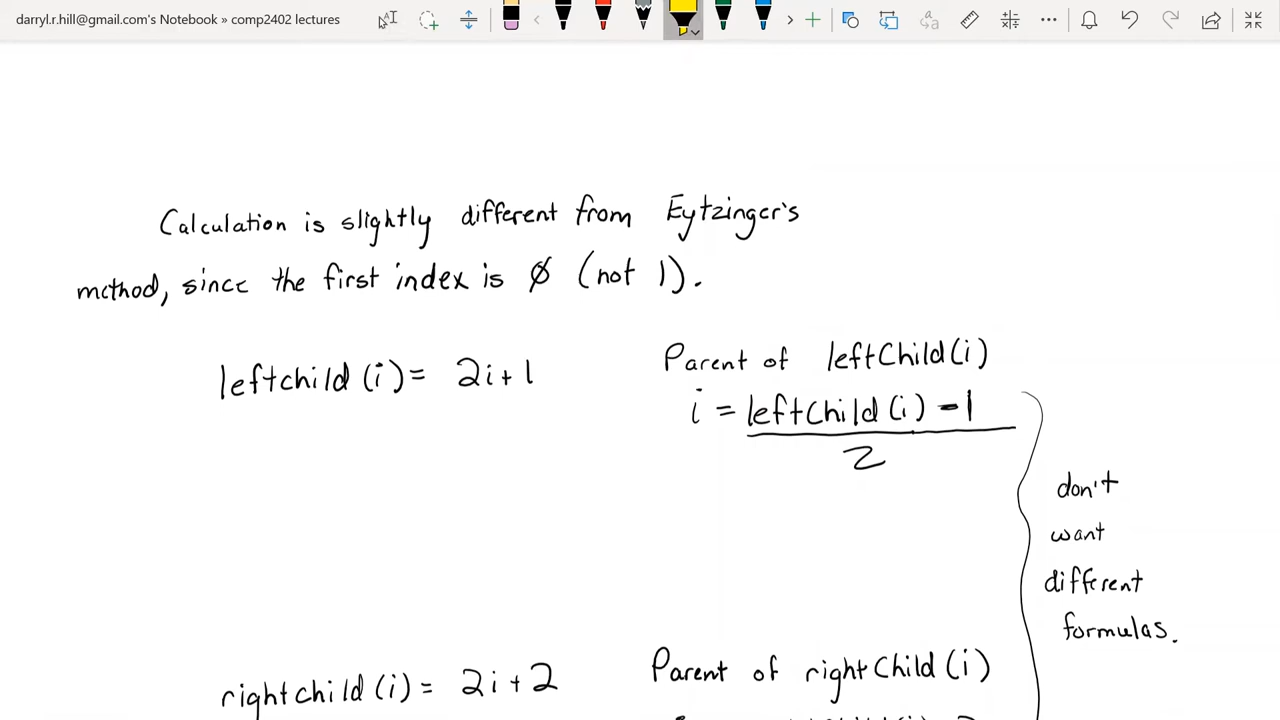 darryl.r.hill@gmail.com's Notebook » comp2402 lectures
Calculation is slightly different from Eytzinger's
method, since the first index is 0 (not 1).
leftchild (i) = 2i+1
Parent of leftChild(i)
i = leftChild(i) -1
2
don't
want
different
formulas.
rightchild (i) = 2i+2
Parent of rightChild(i)